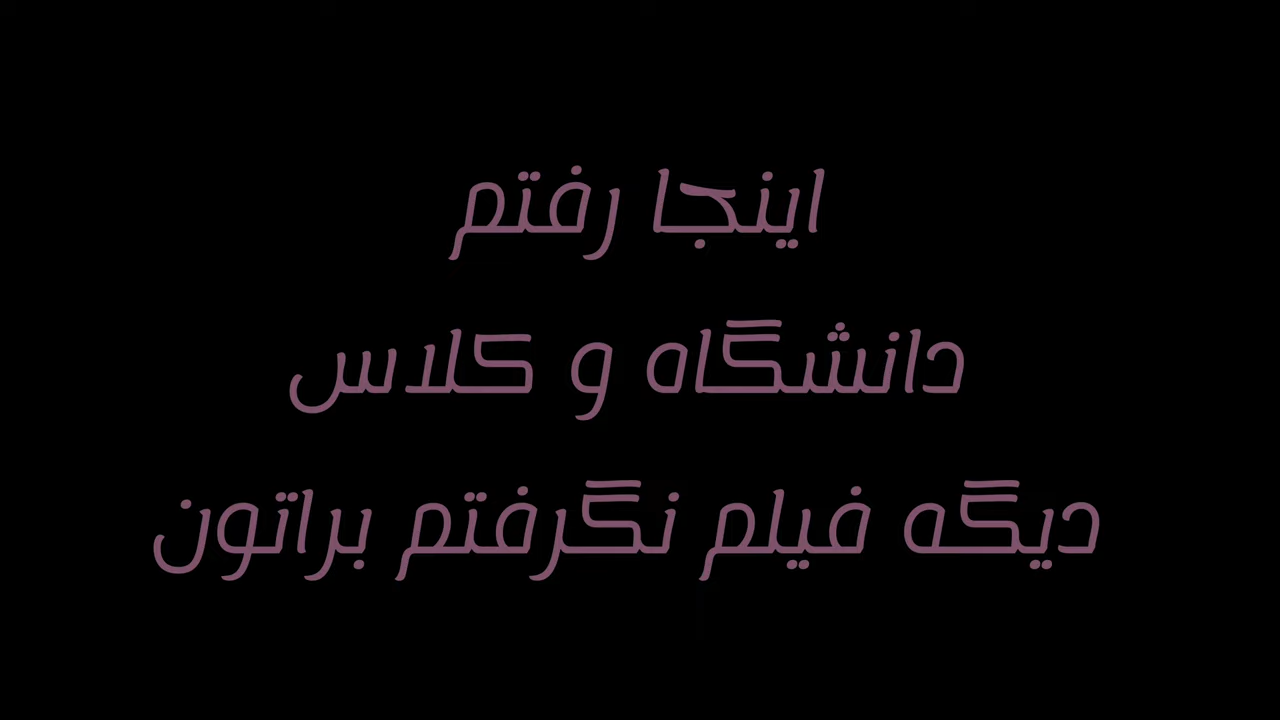 اینجا رفتم
دانشگاه و کلاس
دیگه فیلم نگرفتم براتون